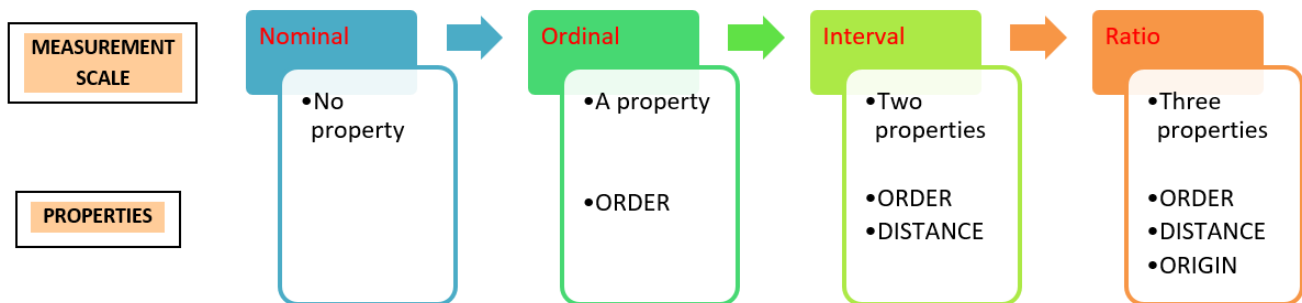 MEASUREMENT
SCALE
Nominal
Ordinal
Interval
Ratio
•No
property
•A property
•Two
properties
•Three
properties
PROPERTIES
•ORDER
•ORDER
•DISTANCE
•ORDER
•DISTANCE
•ORIGIN